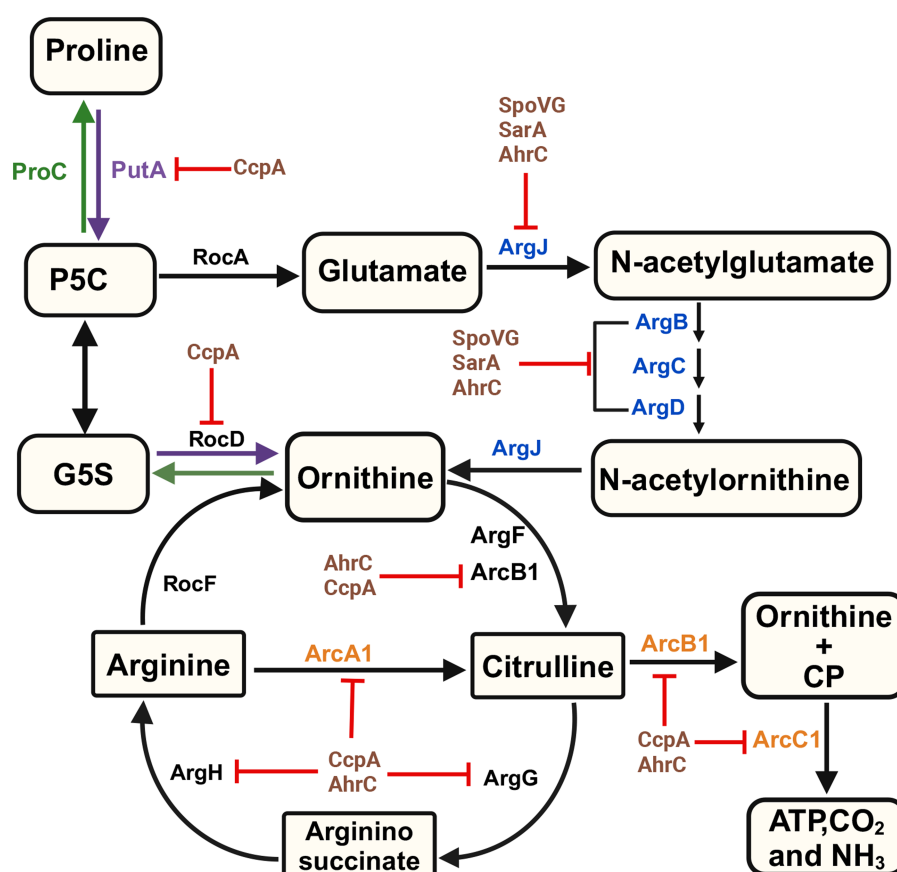 Proline
ProC
PutA
CcpA
SpoVG
SarA
AhrC
ArgJ
P5C
RocA
Glutamate
N-acetylglutamate
SpoVG
SarA
AhrC
ArgB
ArgC
ArgD
CcpA
RocD
G5S
Ornithine
ArgJ
N-acetylornithine
ArgF
ArcB1
AhrC
CcpA
RocF
Arginine
ArcA1
Citrulline
ArcB1
Ornithine
+
CP
CcpA
AhrC
ArcC1
ArgH
CcpA
AhrC
ArgG
Arginino
succinate
ATP,CO₂
and NH₃